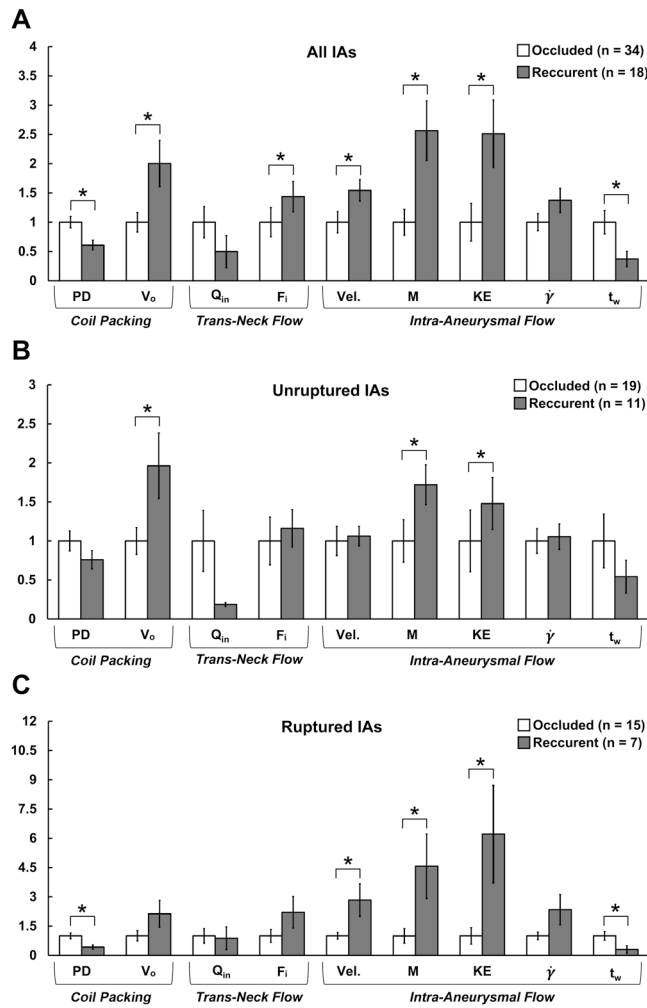 A
All IAs
Occluded (n = 34)
Reccurent (n = 18)
4
3.5
3
2.5
2
1.5
1
0.5
0
* * * * * * *
PD Vo Qin Fi Vel. M KE γ̇ tw
Coil Packing Trans-Neck Flow Intra-Aneurysmal Flow
B
Unruptured IAs
Occluded (n = 19)
Reccurent (n = 11)
3
2.5
2
1.5
1
0.5
0
* * *
PD Vo Qin Fi Vel. M KE γ̇ tw
Coil Packing Trans-Neck Flow Intra-Aneurysmal Flow
C
Ruptured IAs
Occluded (n = 15)
Reccurent (n = 7)
12
10.5
9
7.5
6
4.5
3
1.5
0
* * * * *
PD Vo Qin Fi Vel. M KE γ̇ tw
Coil Packing Trans-Neck Flow Intra-Aneurysmal Flow